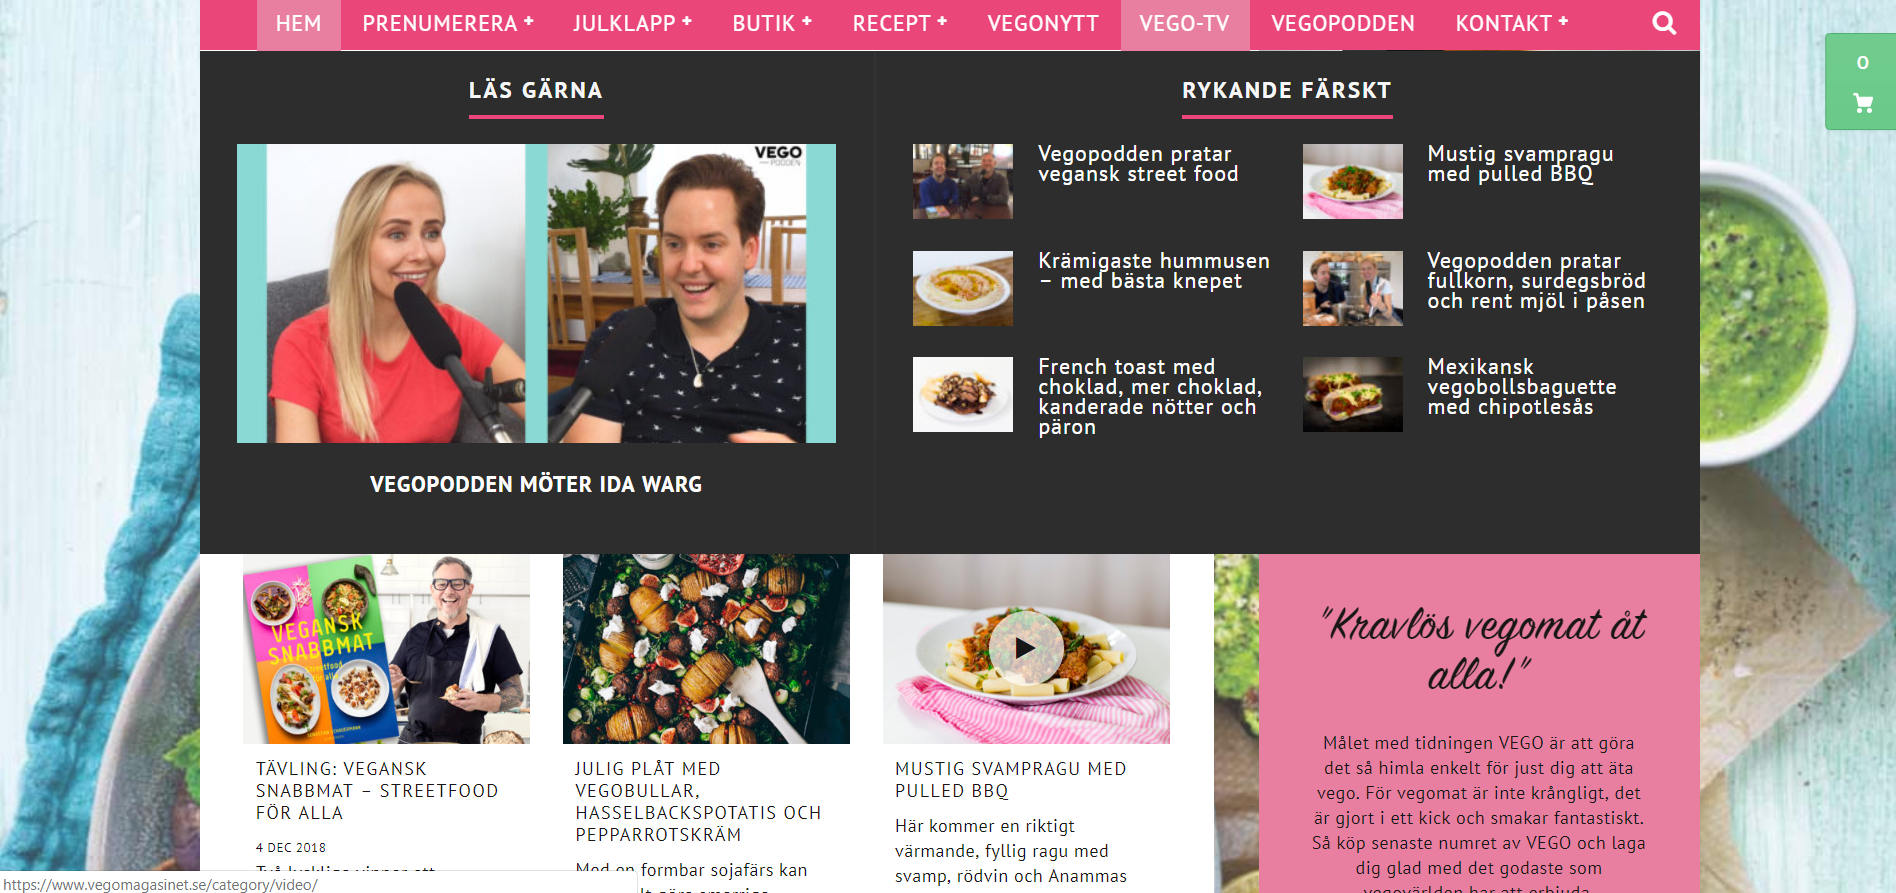 HEM PRENUMERERA + JULKLAPP + BUTIK + RECEPT + VEGONYTT VEGO-TV VEGOPODDEN KONTAKT +
0
LÄS GÄRNA
VEGO
PODDEN
VEGOPODDEN MÖTER IDA WARG
RYKANDE FÄRSKT
Vegopodden pratar
vegansk street food
Mustig svampragu
med pulled BBQ
Krämigaste hummusen
– med bästa knepet
Vegopodden pratar
fullkorn, surdegsbröd
och rent mjöl i påsen
French toast med
choklad, mer choklad,
kanderade nötter och
päron
Mexikansk
vegobollsbaguette
med chipotlesås
VEGANSK
SNABBMAT
TÄVLING: VEGANSK
SNABBMAT – STREETFOOD
FÖR ALLA
4 DEC 2018
JULIG PLÅT MED
VEGOBULLAR,
HASSELBACKSPOTATIS OCH
PEPPARROTSKRÄM
Med en formbar sojafärs kan
MUSTIG SVAMPRAGU MED
PULLED BBQ
Här kommer en riktigt
värmande, fyllig ragu med
svamp, rödvin och Anammas
"Kravlös vegomat åt
alla!"
Målet med tidningen VEGO är att göra
det så himla enkelt för just dig att äta
vego. För vegomat är inte krångligt, det
är gjort i ett kick och smakar fantastiskt.
Så köp senaste numret av VEGO och laga
dig glad med det godaste som
vegovärlden har att erbjuda
https://www.vegomagasinet.se/category/video/